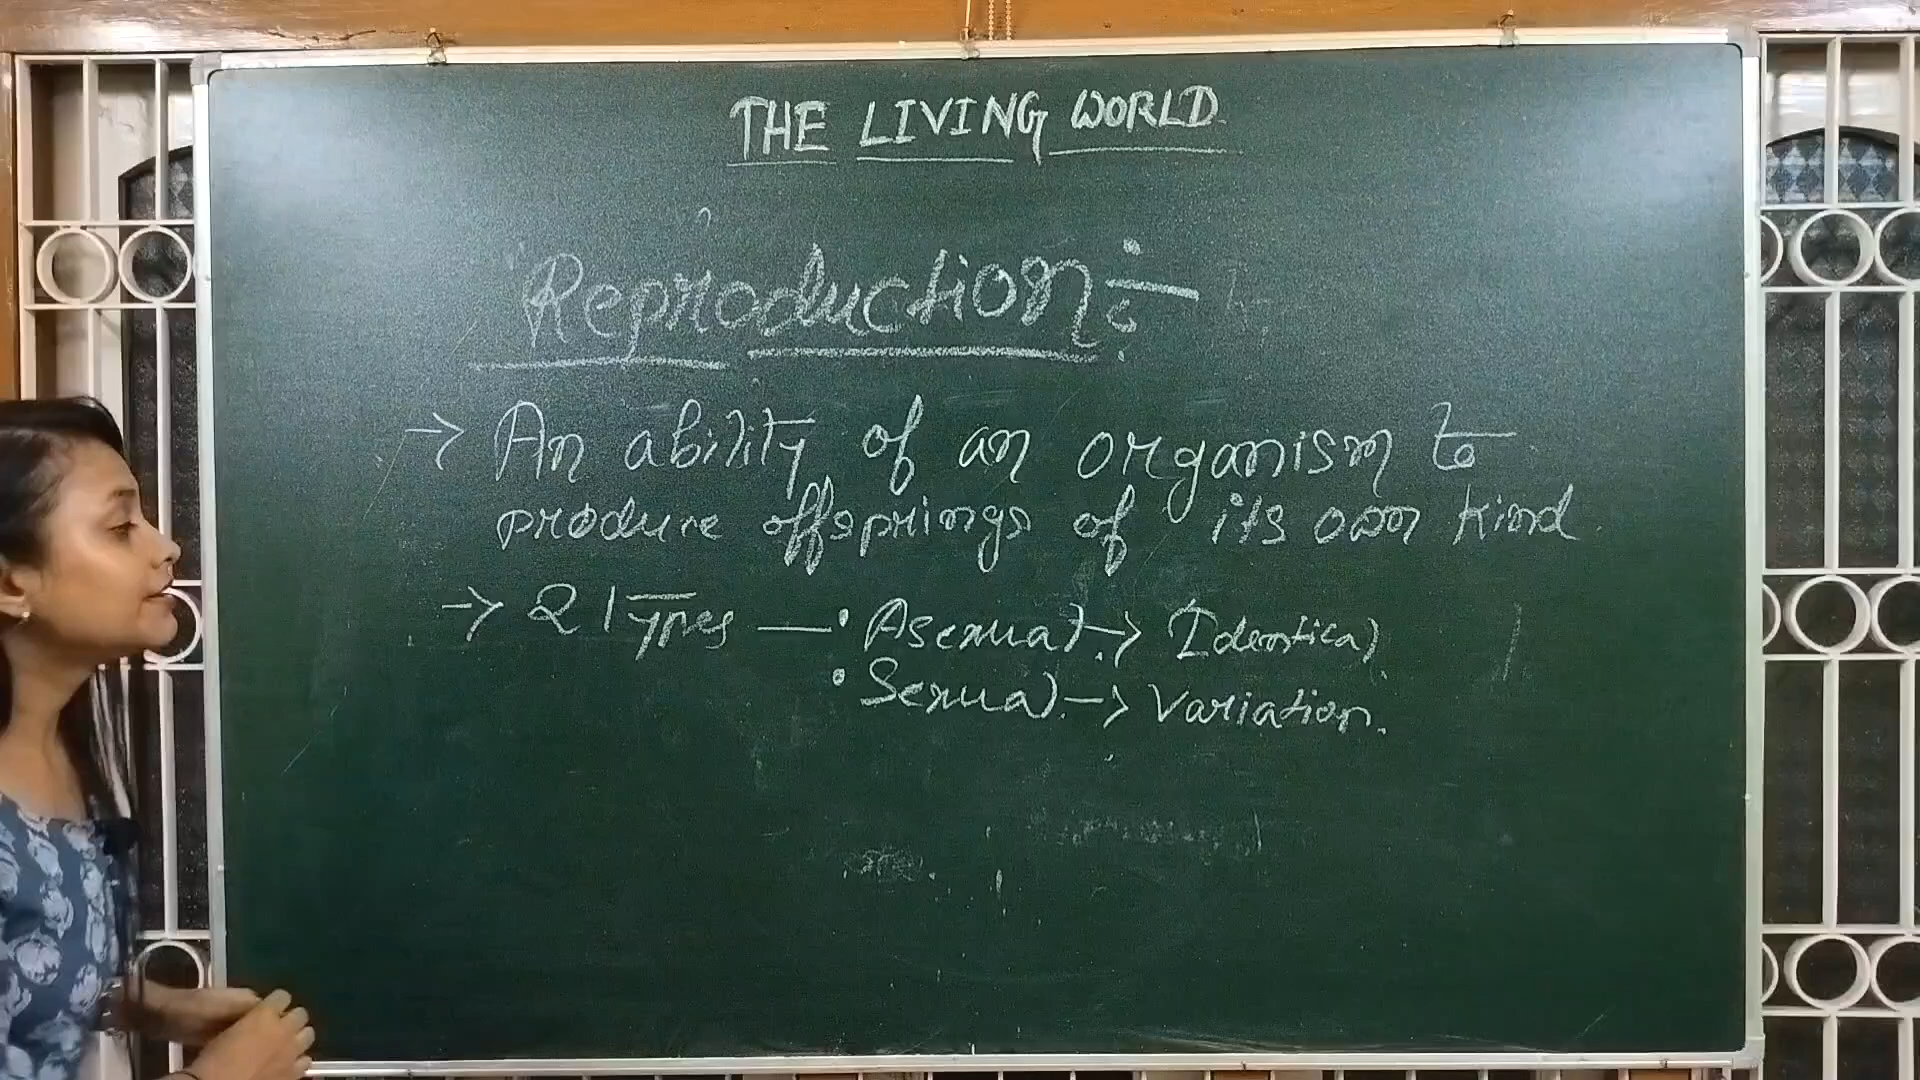 THE LIVING WORLD
Reproduction:-
→ An ability of an organism to
produce offsprings of its own kind
→ 2 Types — • Asexual → Identical
• Sexual → Variation.